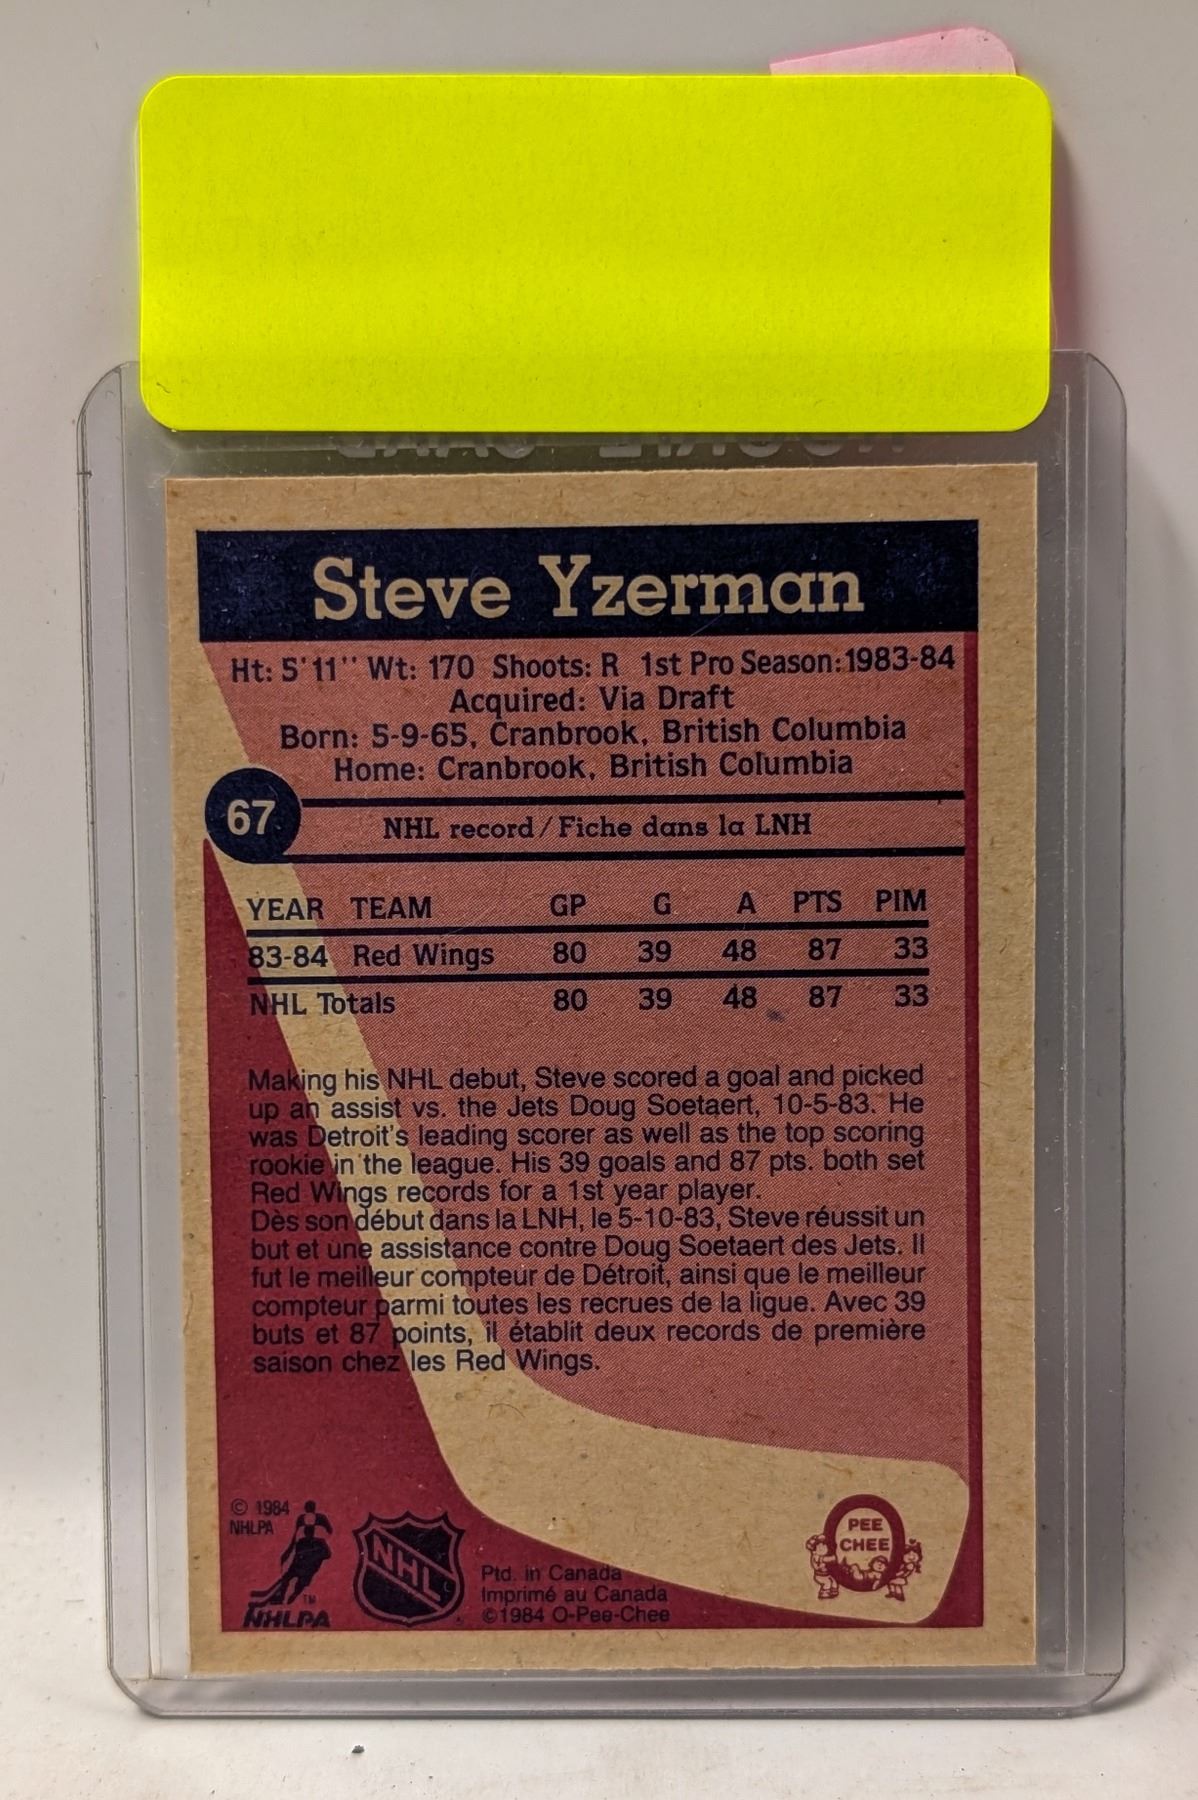 Steve Yzerman
Ht: 5'11'' Wt: 170 Shoots: R 1st Pro Season: 1983-84
Acquired: Via Draft
Born: 5-9-65, Cranbrook, British Columbia
Home: Cranbrook, British Columbia
67
NHL record / Fiche dans la LNH
YEAR TEAM GP G A PTS PIM
83-84 Red Wings 80 39 48 87 33
NHL Totals 80 39 48 87 33
Making his NHL debut, Steve scored a goal and picked
up an assist vs. the Jets Doug Soetaert, 10-5-83. He
was Detroit's leading scorer as well as the top scoring
rookie in the league. His 39 goals and 87 pts. both set
Red Wings records for a 1st year player.
Dès son début dans la LNH, le 5-10-83, Steve réussit un
but et une assistance contre Doug Soetaert des Jets. Il
fut le meilleur compteur de Détroit, ainsi que le meilleur
compteur parmi toutes les recrues de la ligue. Avec 39
buts et 87 points, il établit deux records de première
saison chez les Red Wings.
© 1984
NHLPA
TM
NHLPA
NHL
Ptd. in Canada
Imprimé au Canada
©1984 O-Pee-Chee
PEE
CHEE